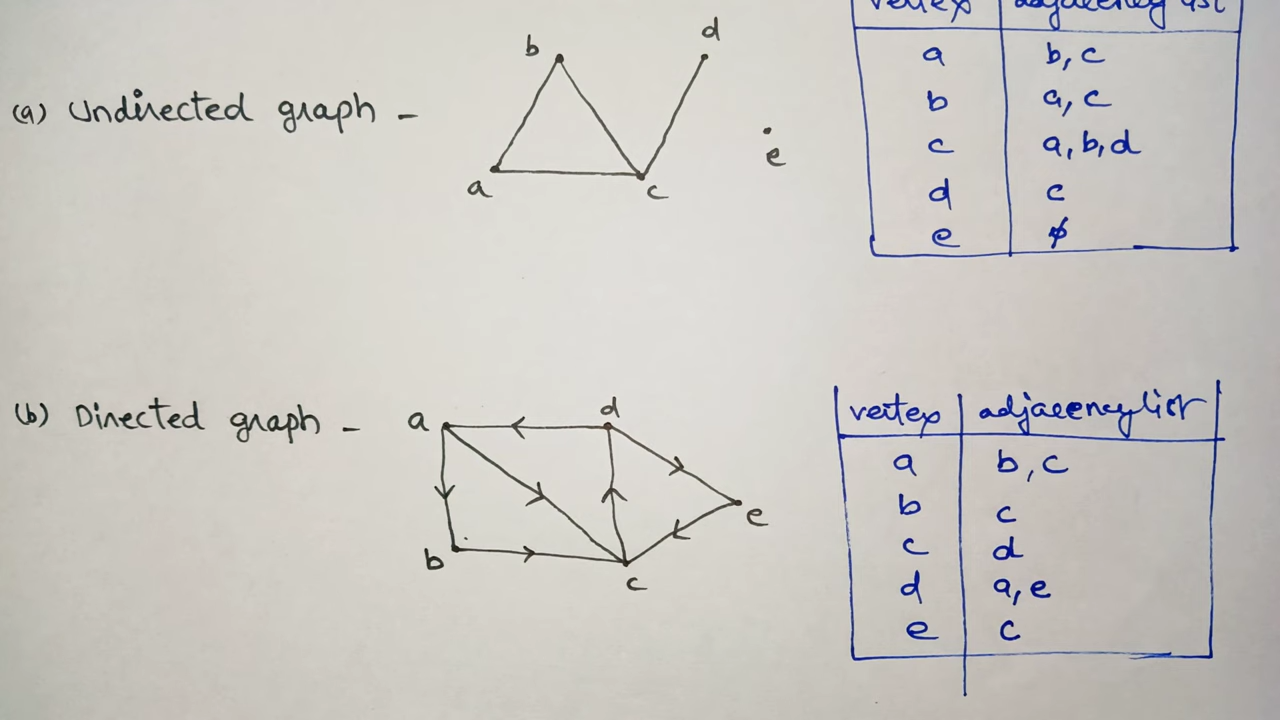 vertex adjacency list
a b, c
b a, c
c a, b, d
d c
e ϕ
(a) Undirected graph -
b
d
a
c
e
(b) Directed graph -
a
d
b
c
e
vertex adjacency list
a b, c
b c
c d
d a, e
e c